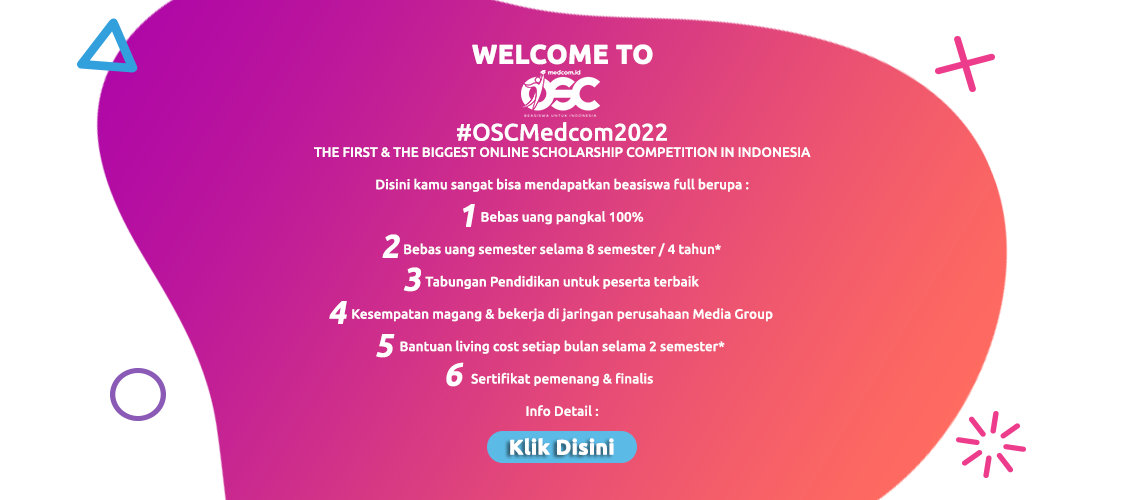 WELCOME TO
medcom.id
OSC
BEASISWA UNTUK INDONESIA
#OSCMedcom2022
THE FIRST & THE BIGGEST ONLINE SCHOLARSHIP COMPETITION IN INDONESIA
Disini kamu sangat bisa mendapatkan beasiswa full berupa :
1 Bebas uang pangkal 100%
2 Bebas uang semester selama 8 semester / 4 tahun*
3 Tabungan Pendidikan untuk peserta terbaik
4 Kesempatan magang & bekerja di jaringan perusahaan Media Group
5 Bantuan living cost setiap bulan selama 2 semester*
6 Sertifikat pemenang & finalis
Info Detail :
Klik Disini